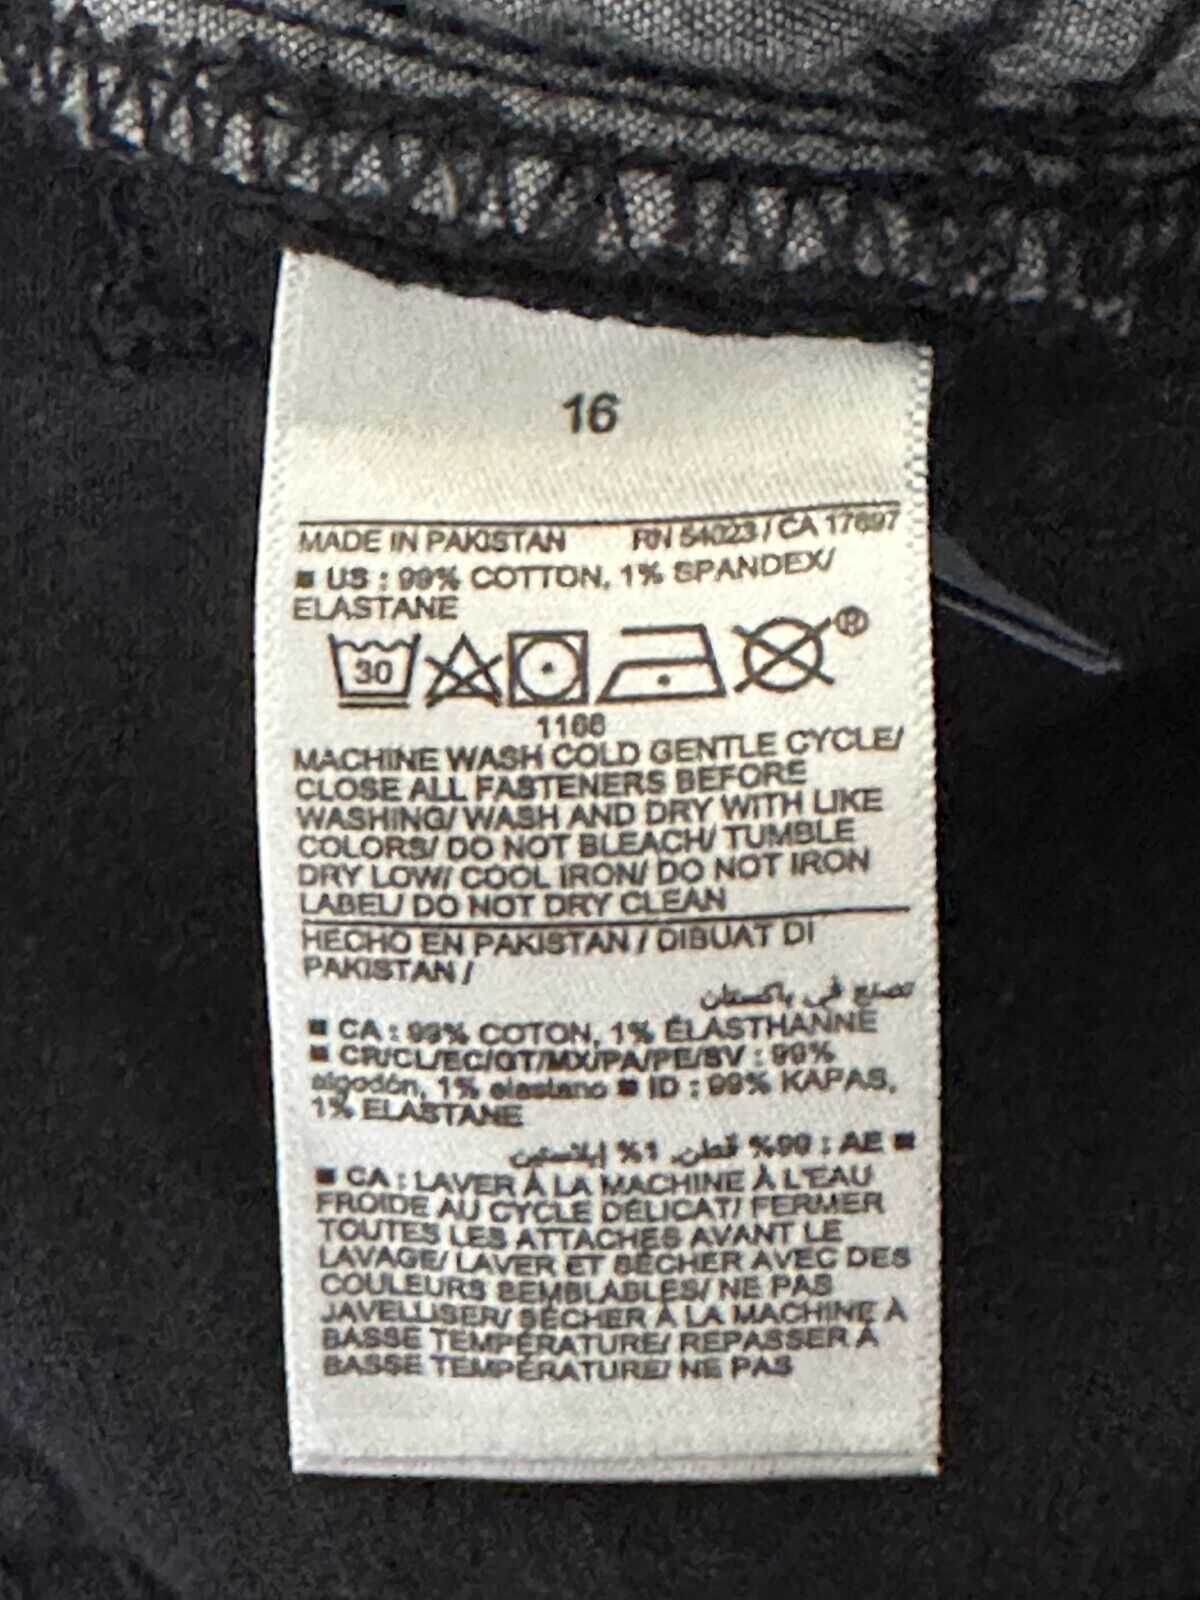 16
MADE IN PAKISTAN RN 54023 / CA 17697
■ US : 99% COTTON, 1% SPANDEX/
ELASTANE
30
®
1166
MACHINE WASH COLD GENTLE CYCLE/
CLOSE ALL FASTENERS BEFORE
WASHING/ WASH AND DRY WITH LIKE
COLORS/ DO NOT BLEACH/ TUMBLE
DRY LOW/ COOL IRON/ DO NOT IRON
LABEL/ DO NOT DRY CLEAN
HECHO EN PAKISTAN / DIBUAT DI
PAKISTAN /
تصنع في باكستان
■ CA : 99% COTON, 1% ÉLASTHANNE
■ CR/CL/EC/GT/MX/PA/PE/SV : 99%
algodón, 1% elastano ■ ID : 99% KAPAS,
1% ELASTANE
■ AE : 99% قطن، 1% إيلاستين
■ CA : LAVER À LA MACHINE À L'EAU
FROIDE AU CYCLE DÉLICAT/ FERMER
TOUTES LES ATTACHES AVANT LE
LAVAGE/ LAVER ET SÉCHER AVEC DES
COULEURS SEMBLABLES/ NE PAS
JAVELLISER/ SÉCHER À LA MACHINE À
BASSE TEMPÉRATURE/ REPASSER À
BASSE TEMPÉRATURE/ NE PAS